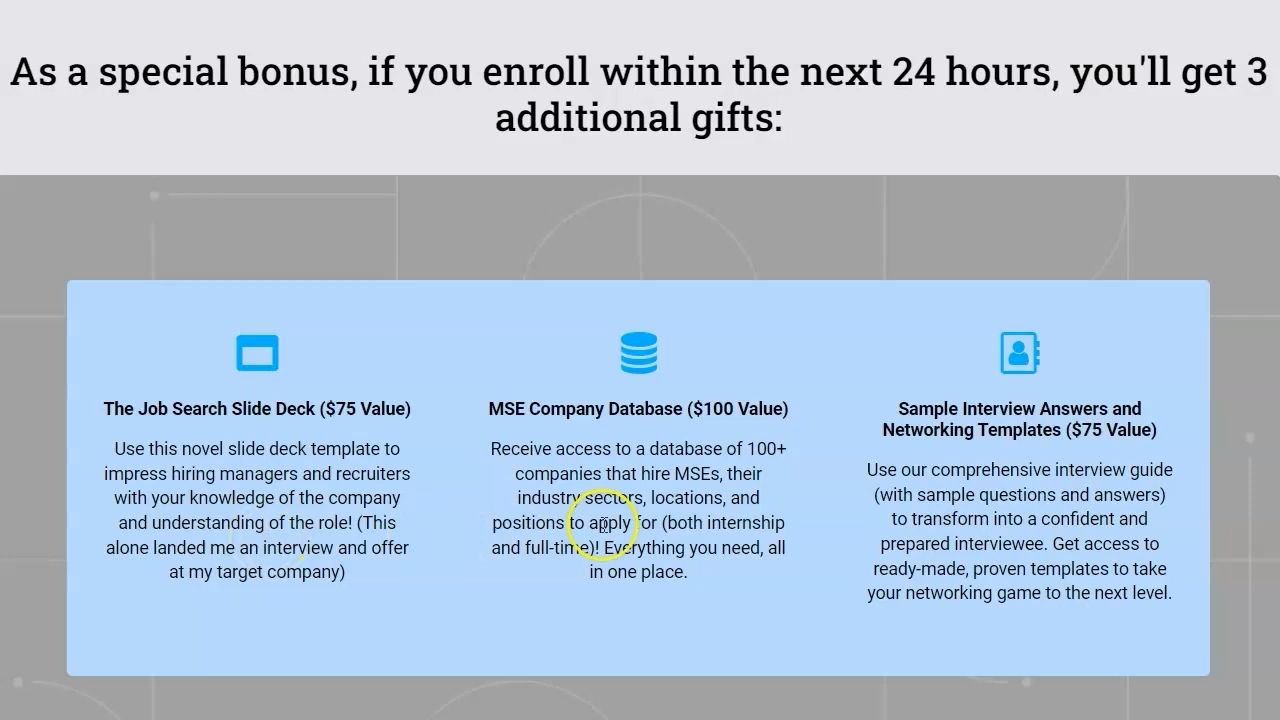 As a special bonus, if you enroll within the next 24 hours, you'll get 3
additional gifts:
The Job Search Slide Deck ($75 Value)
Use this novel slide deck template to
impress hiring managers and recruiters
with your knowledge of the company
and understanding of the role! (This
alone landed me an interview and offer
at my target company)
MSE Company Database ($100 Value)
Receive access to a database of 100+
companies that hire MSEs, their
industry sectors, locations, and
positions to apply for (both internship
and full-time)! Everything you need, all
in one place.
Sample Interview Answers and
Networking Templates ($75 Value)
Use our comprehensive interview guide
(with sample questions and answers)
to transform into a confident and
prepared interviewee. Get access to
ready-made, proven templates to take
your networking game to the next level.